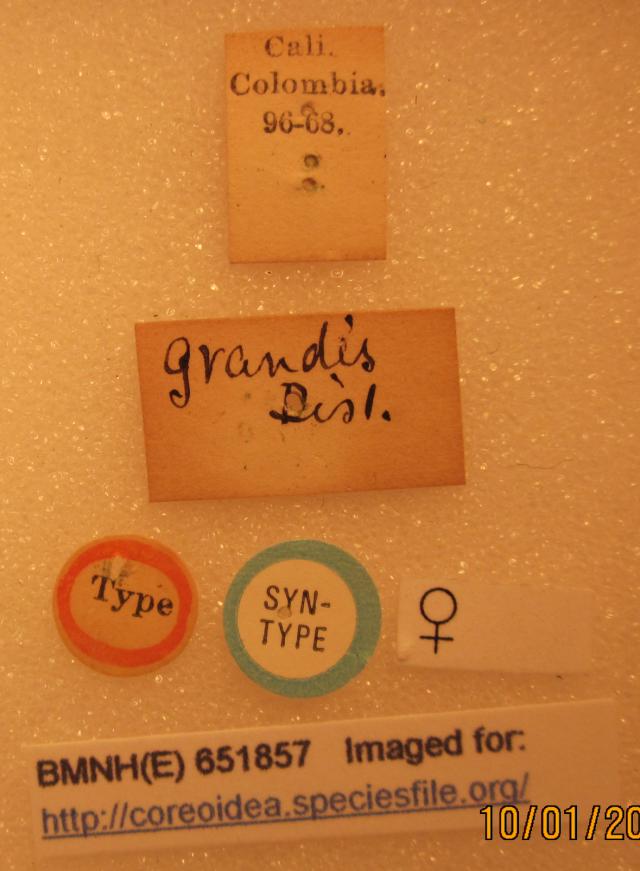 Cali.
Colombia.
96-68.
grandis
Dist.
Type
SYN-
TYPE
♀
BMNH(E) 651857 Imaged for:
http://coreoidea.speciesfile.org/
10/01/20